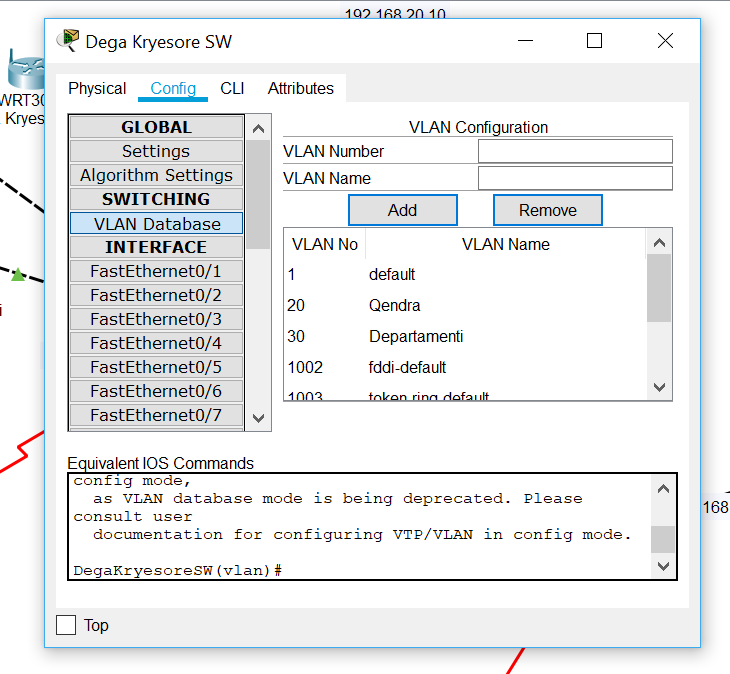 192.168.20.10
Dega Kryesore SW
WRT30
Kryes
Physical
Config
CLI
Attributes
GLOBAL
Settings
Algorithm Settings
SWITCHING
VLAN Database
INTERFACE
FastEthernet0/1
FastEthernet0/2
FastEthernet0/3
FastEthernet0/4
FastEthernet0/5
FastEthernet0/6
FastEthernet0/7
VLAN Configuration
VLAN Number
VLAN Name
Add
Remove
VLAN No VLAN Name
1 default
20 Qendra
30 Departamenti
1002 fddi-default
1003 token ring default
Equivalent IOS Commands
config mode,
as VLAN database mode is being deprecated. Please
consult user
documentation for configuring VTP/VLAN in config mode.
DegaKryesoreSW(vlan)#
Top
168
i